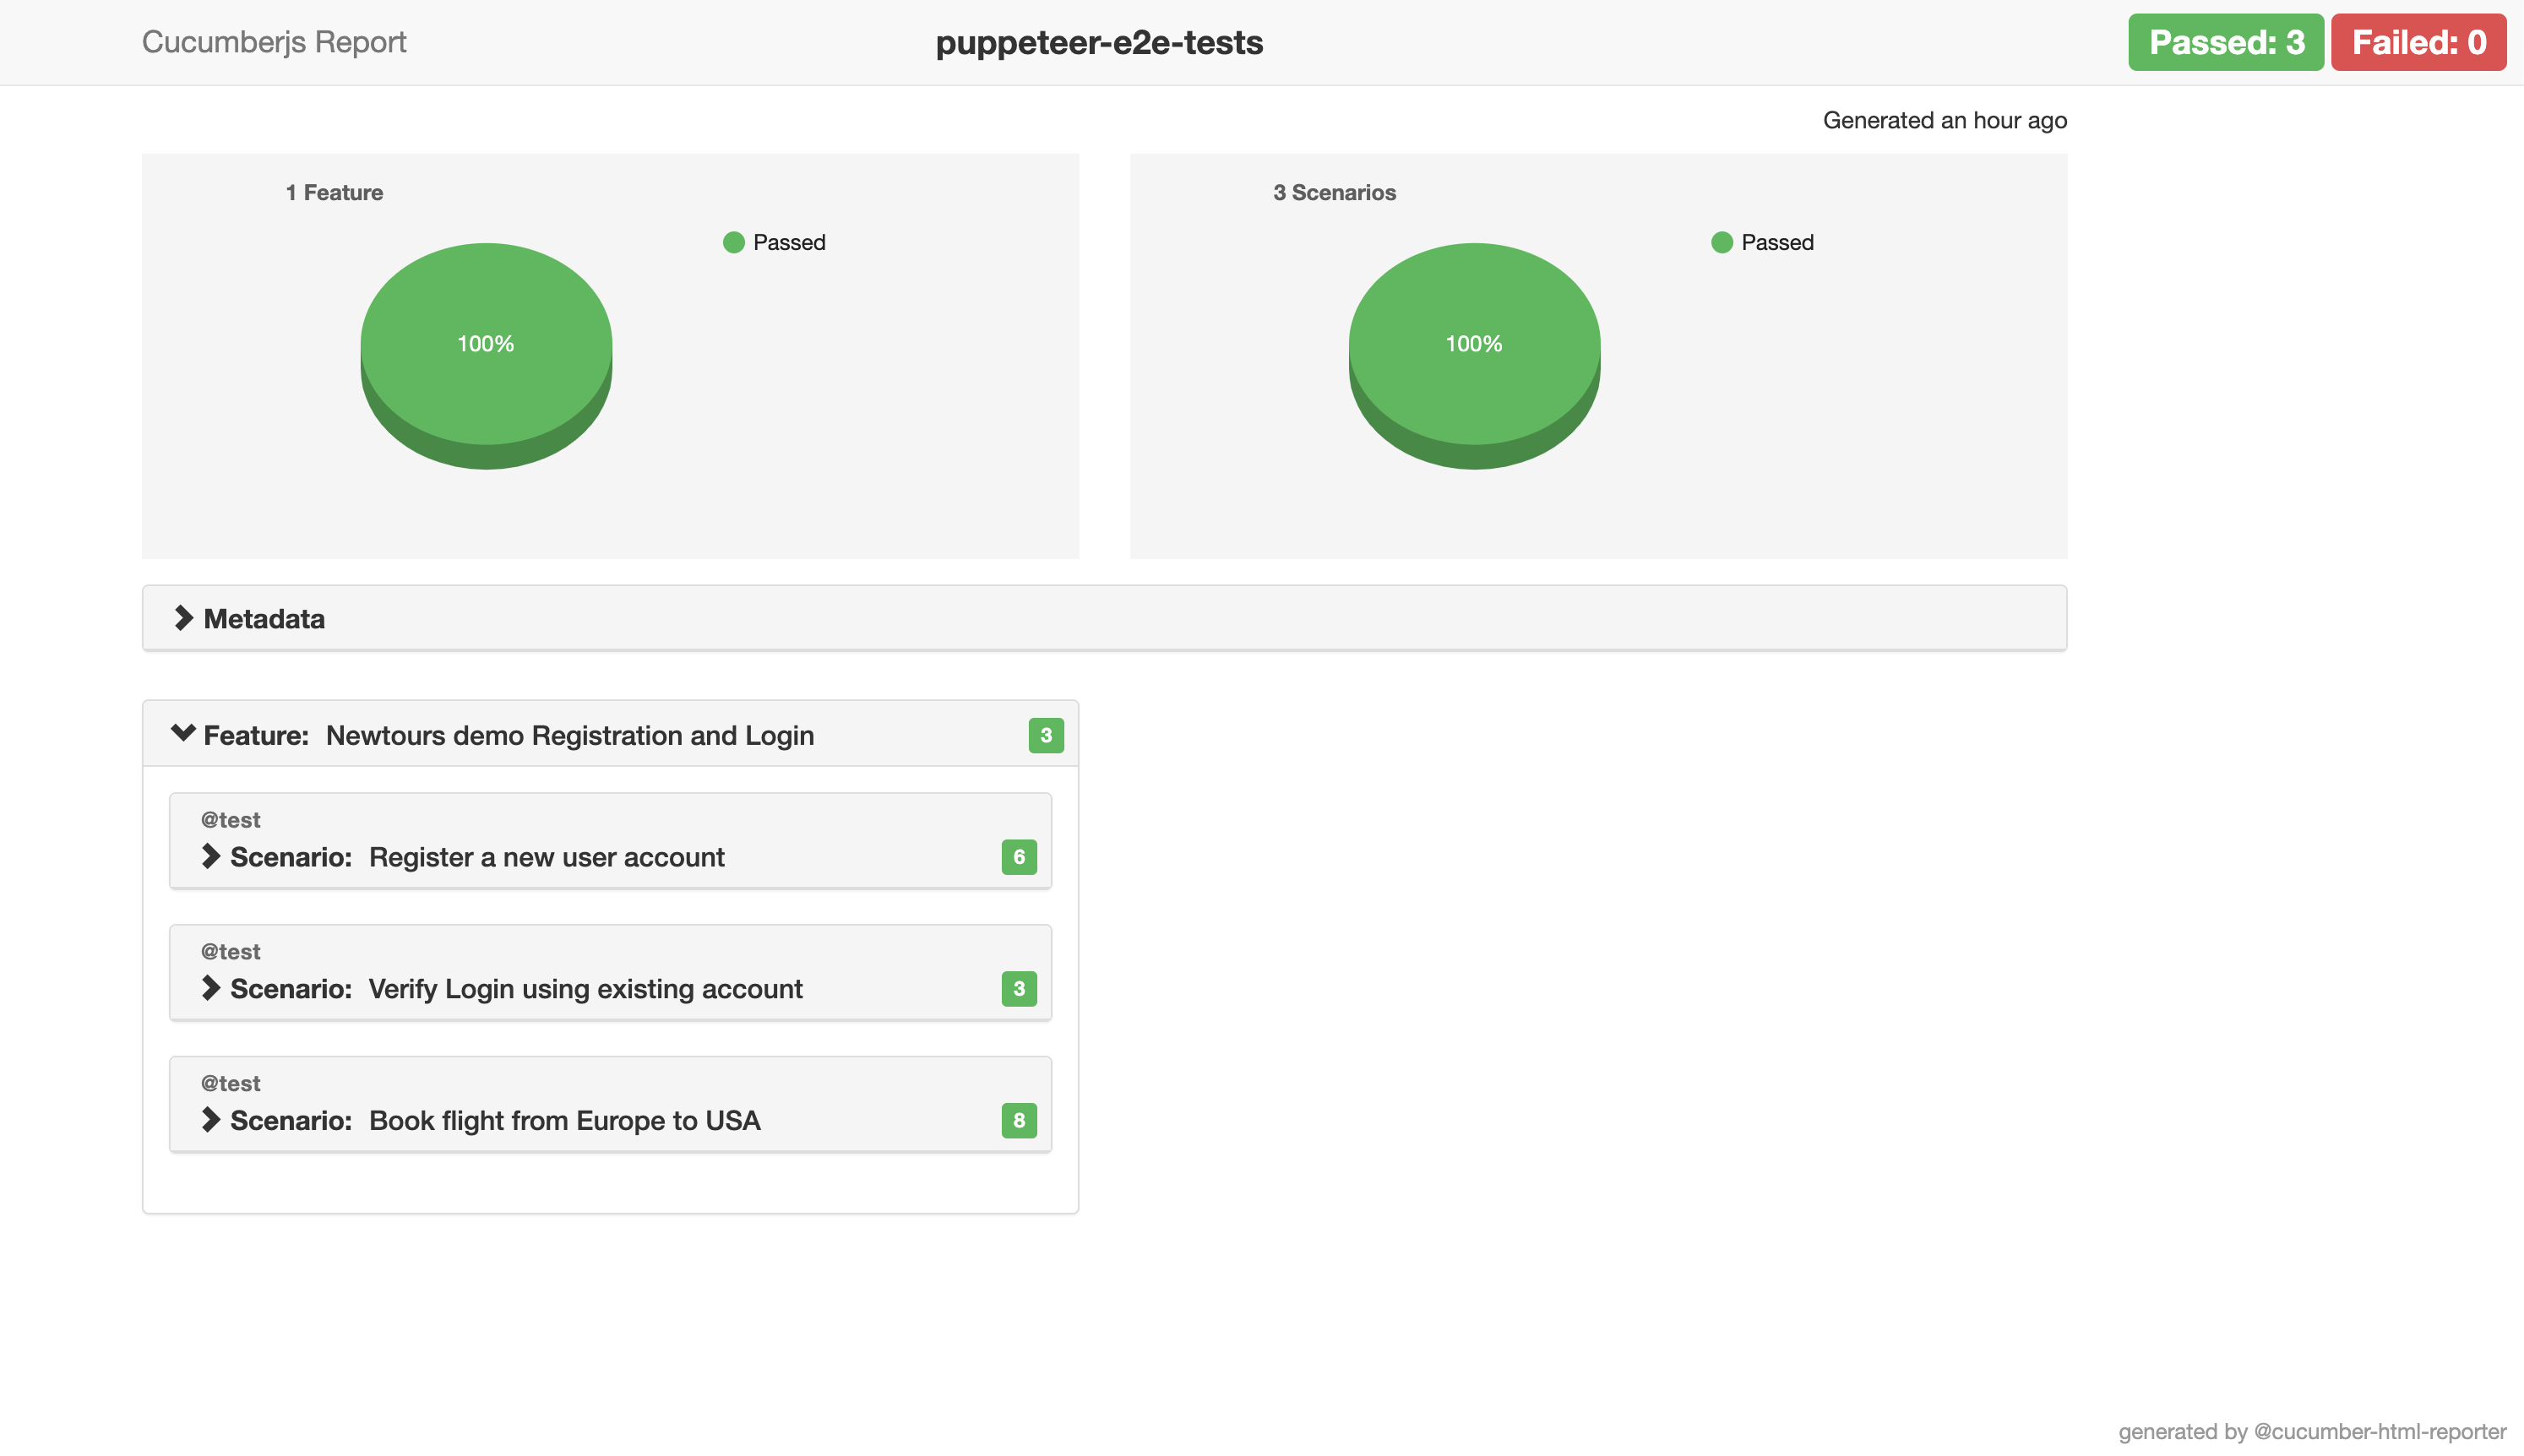 Cucumberjs Report
puppeteer-e2e-tests
Passed: 3
Failed: 0
Generated an hour ago
1 Feature
Passed
100%
3 Scenarios
Passed
100%
Metadata
Feature: Newtours demo Registration and Login 3
@test
Scenario: Register a new user account 6
@test
Scenario: Verify Login using existing account 3
@test
Scenario: Book flight from Europe to USA 8
generated by @cucumber-html-reporter